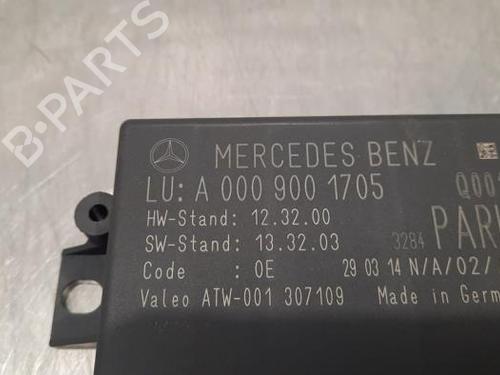 B-PARTS
MERCEDES BENZ
LU: A 000 900 1705
HW-Stand: 12.32.00
SW-Stand: 13.32.03
3284
Code : 0E
29 03 14 N/A/02/
Valeo ATW-001 307109
Made in